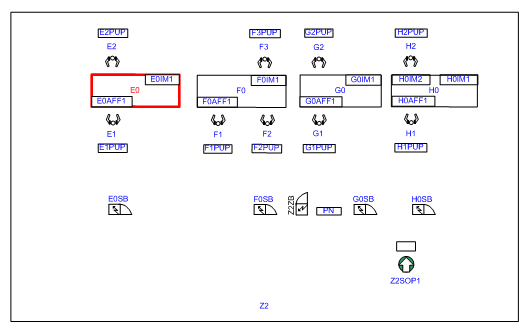 E2PUP F3PUP G2PUP H2PUP
E2 F3 G2 H2
E0IM1 F0IM1 G0IM1 H0IM2 H0IM1
E0 F0 G0 H0
E0AFF1 F0AFF1 G0AFF1 H0AFF1
E1 F1 F2 G1 H1
E1PUP F1PUP F2PUP G1PUP H1PUP
E0SB F0SB Z2ZB G0SB H0SB
PN
Z2SOP1
Z2